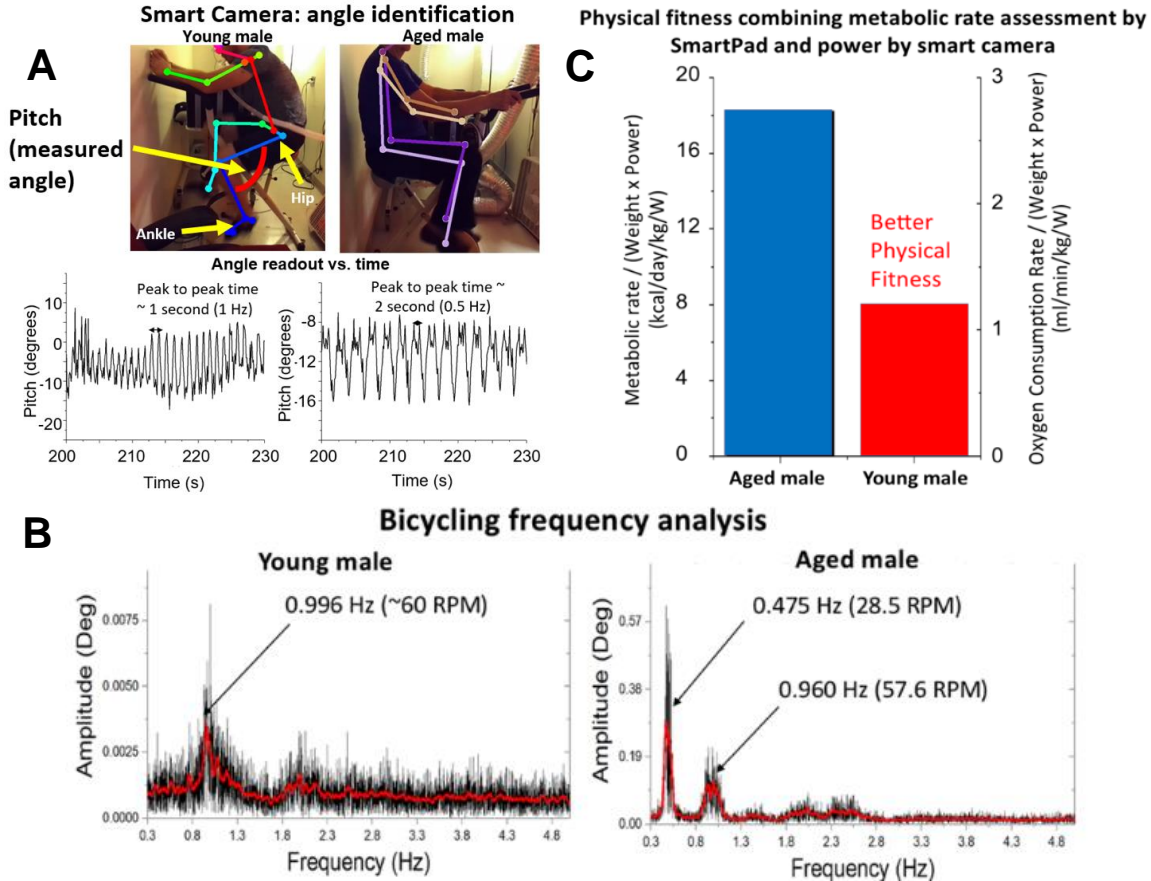 Smart Camera: angle identification
Young male
Aged male
A
Pitch
(measured
angle)
Hip
Ankle
Angle readout vs. time
Peak to peak time
~ 1 second (1 Hz)
Pitch (degrees)
10
0
-10
-20
200
210
220
230
Time (s)
Peak to peak time ~
2 second (0.5 Hz)
Pitch (degrees)
-8
-12
-16
200
210
220
230
Time (s)
Physical fitness combining metabolic rate assessment by
SmartPad and power by smart camera
C
Metabolic rate / (Weight x Power)
(kcal/day/kg/W)
20
16
12
8
4
0
Better
Physical
Fitness
3
2
1
0
Oxygen Consumption Rate / (Weight x Power)
(ml/min/kg/W)
Aged male
Young male
B
Bicycling frequency analysis
Young male
0.996 Hz (~60 RPM)
Amplitude (Deg)
0.0075
0.0050
0.0025
0.0000
0.3
0.8
1.3
1.8
2.3
2.8
3.3
3.8
4.3
4.8
Frequency (Hz)
Aged male
0.475 Hz (28.5 RPM)
0.960 Hz (57.6 RPM)
Amplitude (Deg)
0.57
0.38
0.19
0.00
0.3
0.8
1.3
1.8
2.3
2.8
3.3
3.8
4.3
4.8
Frequency (Hz)